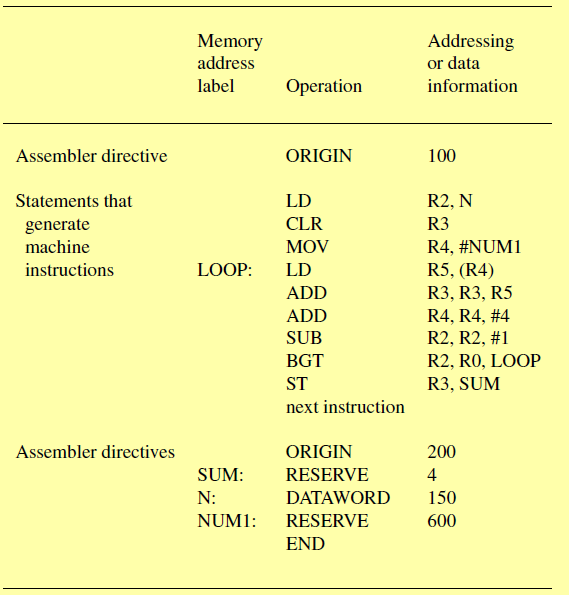 Memory
address
label
Operation
Addressing
or data
information
Assembler directive ORIGIN 100
Statements that LD R2, N
generate CLR R3
machine MOV R4, #NUM1
instructions LOOP: LD R5, (R4)
ADD R3, R3, R5
ADD R4, R4, #4
SUB R2, R2, #1
BGT R2, R0, LOOP
ST R3, SUM
next instruction
Assembler directives ORIGIN 200
SUM: RESERVE 4
N: DATAWORD 150
NUM1: RESERVE 600
END